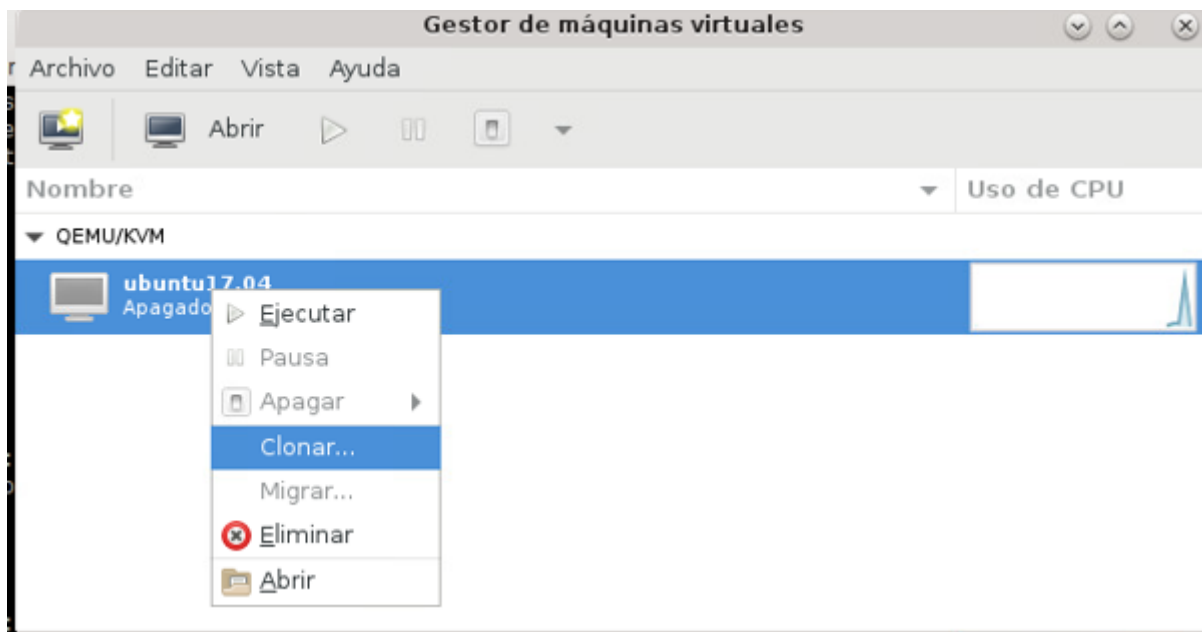 Gestor de máquinas virtuales
Archivo Editar Vista Ayuda
Abrir
Nombre Uso de CPU
QEMU/KVM
ubuntu17.04
Apagado
Ejecutar
Pausa
Apagar
Clonar...
Migrar...
Eliminar
Abrir